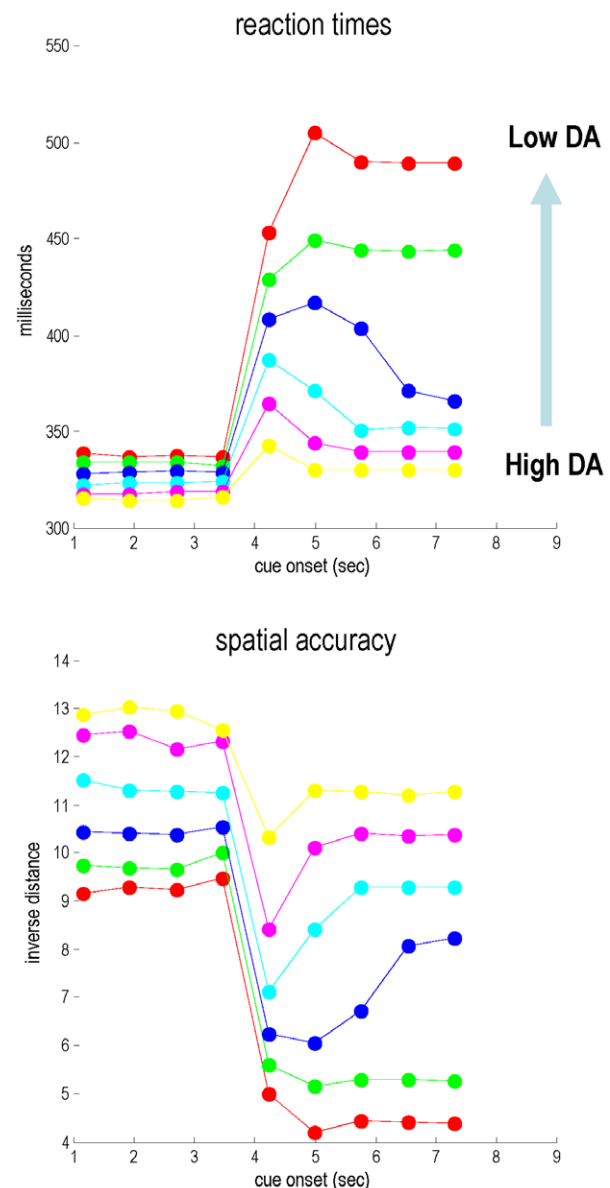 reaction times
550
500
450
400
350
300
milliseconds
1 2 3 4 5 6 7 8 9
cue onset (sec)
Low DA
High DA
spatial accuracy
14
13
12
11
10
9
8
7
6
5
4
inverse distance
1 2 3 4 5 6 7 8 9
cue onset (sec)